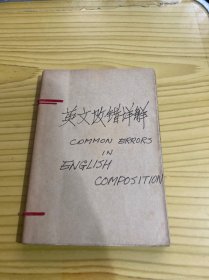 英文改错详解
COMMON ERRORS
IN
ENGLISH
COMPOSITION